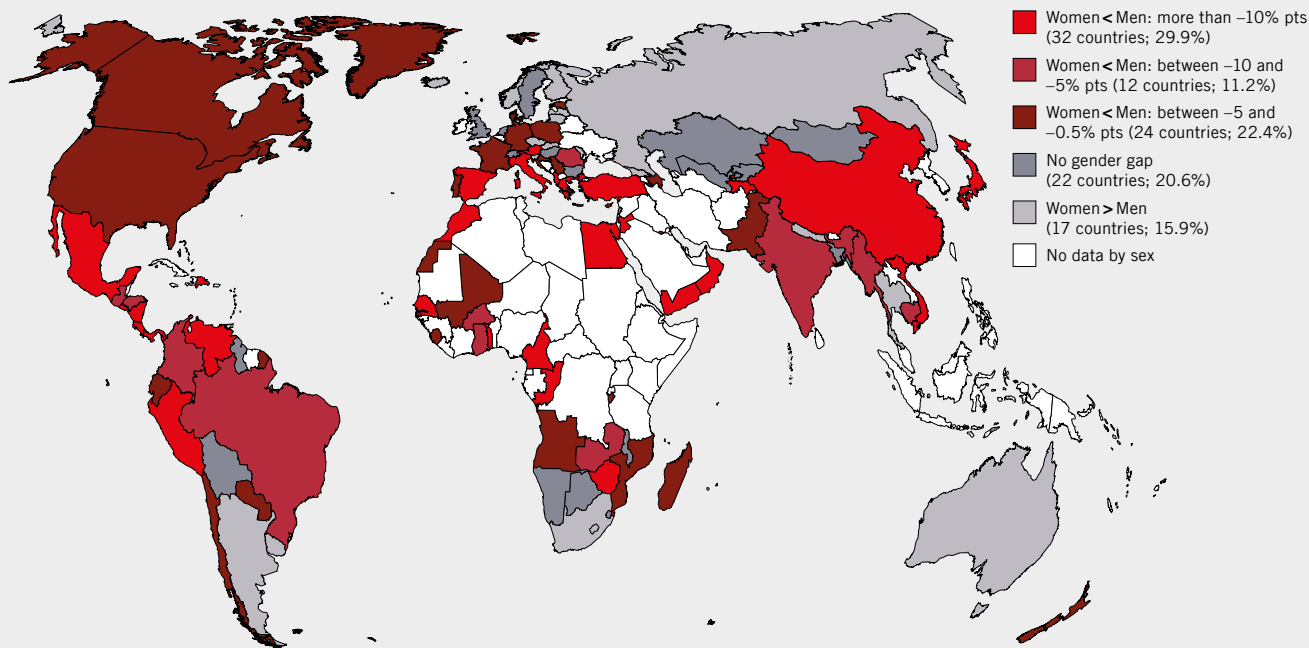 Women < Men: more than –10% pts
(32 countries; 29.9%)
Women < Men: between –10 and
–5% pts (12 countries; 11.2%)
Women < Men: between –5 and
–0.5% pts (24 countries; 22.4%)
No gender gap
(22 countries; 20.6%)
Women > Men
(17 countries; 15.9%)
No data by sex